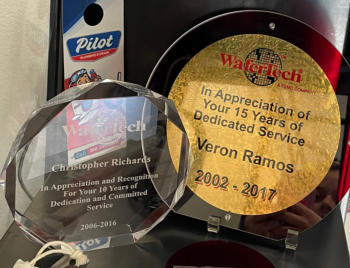 Pilot
WaterTech
In Appreciation of
Your 15 Years of
Dedicated Service
Veron Ramos
2002 - 2017
WaterTech
Christopher Richards
In Appreciation and Recognition
For Your 10 Years of
Dedication and Committed
Service
2006-2016
PILOT